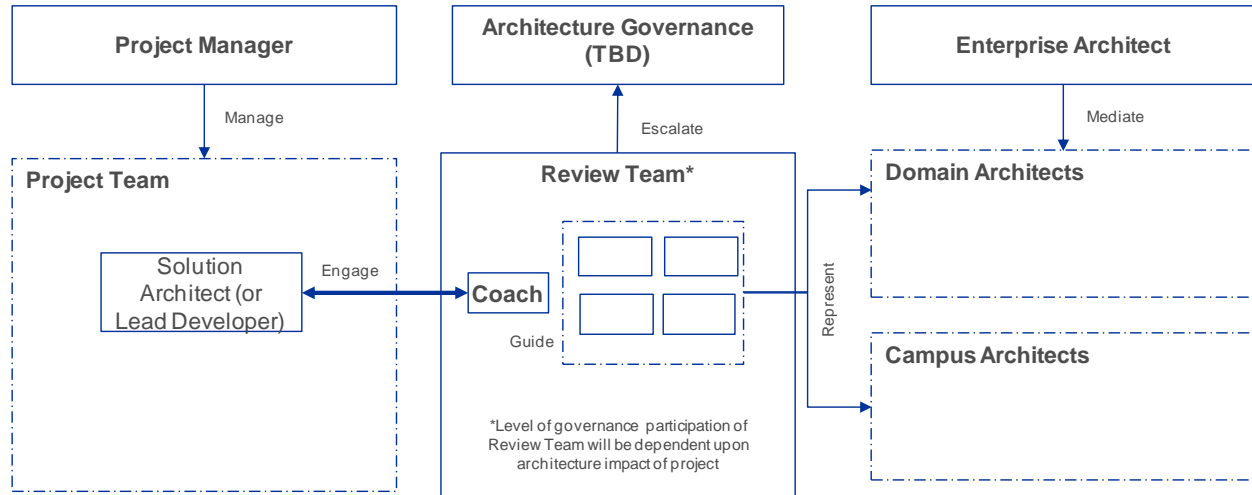 Project Manager
Architecture Governance
(TBD)
Enterprise Architect
Manage
Escalate
Mediate
Project Team
Review Team*
Domain Architects
Solution
Architect (or
Lead Developer)
Engage
Coach
Guide
Represent
Campus Architects
*Level of governance participation of
Review Team will be dependent upon
architecture impact of project